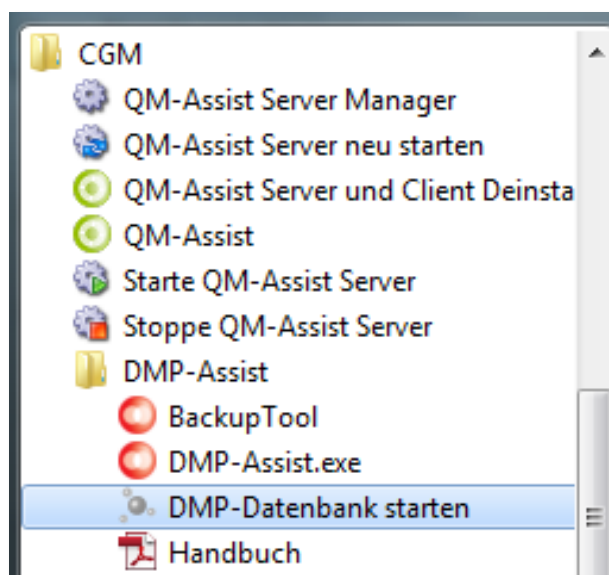 CGM
QM-Assist Server Manager
QM-Assist Server neu starten
QM-Assist Server und Client Deinsta
QM-Assist
Starte QM-Assist Server
Stoppe QM-Assist Server
DMP-Assist
BackupTool
DMP-Assist.exe
DMP-Datenbank starten
Handbuch